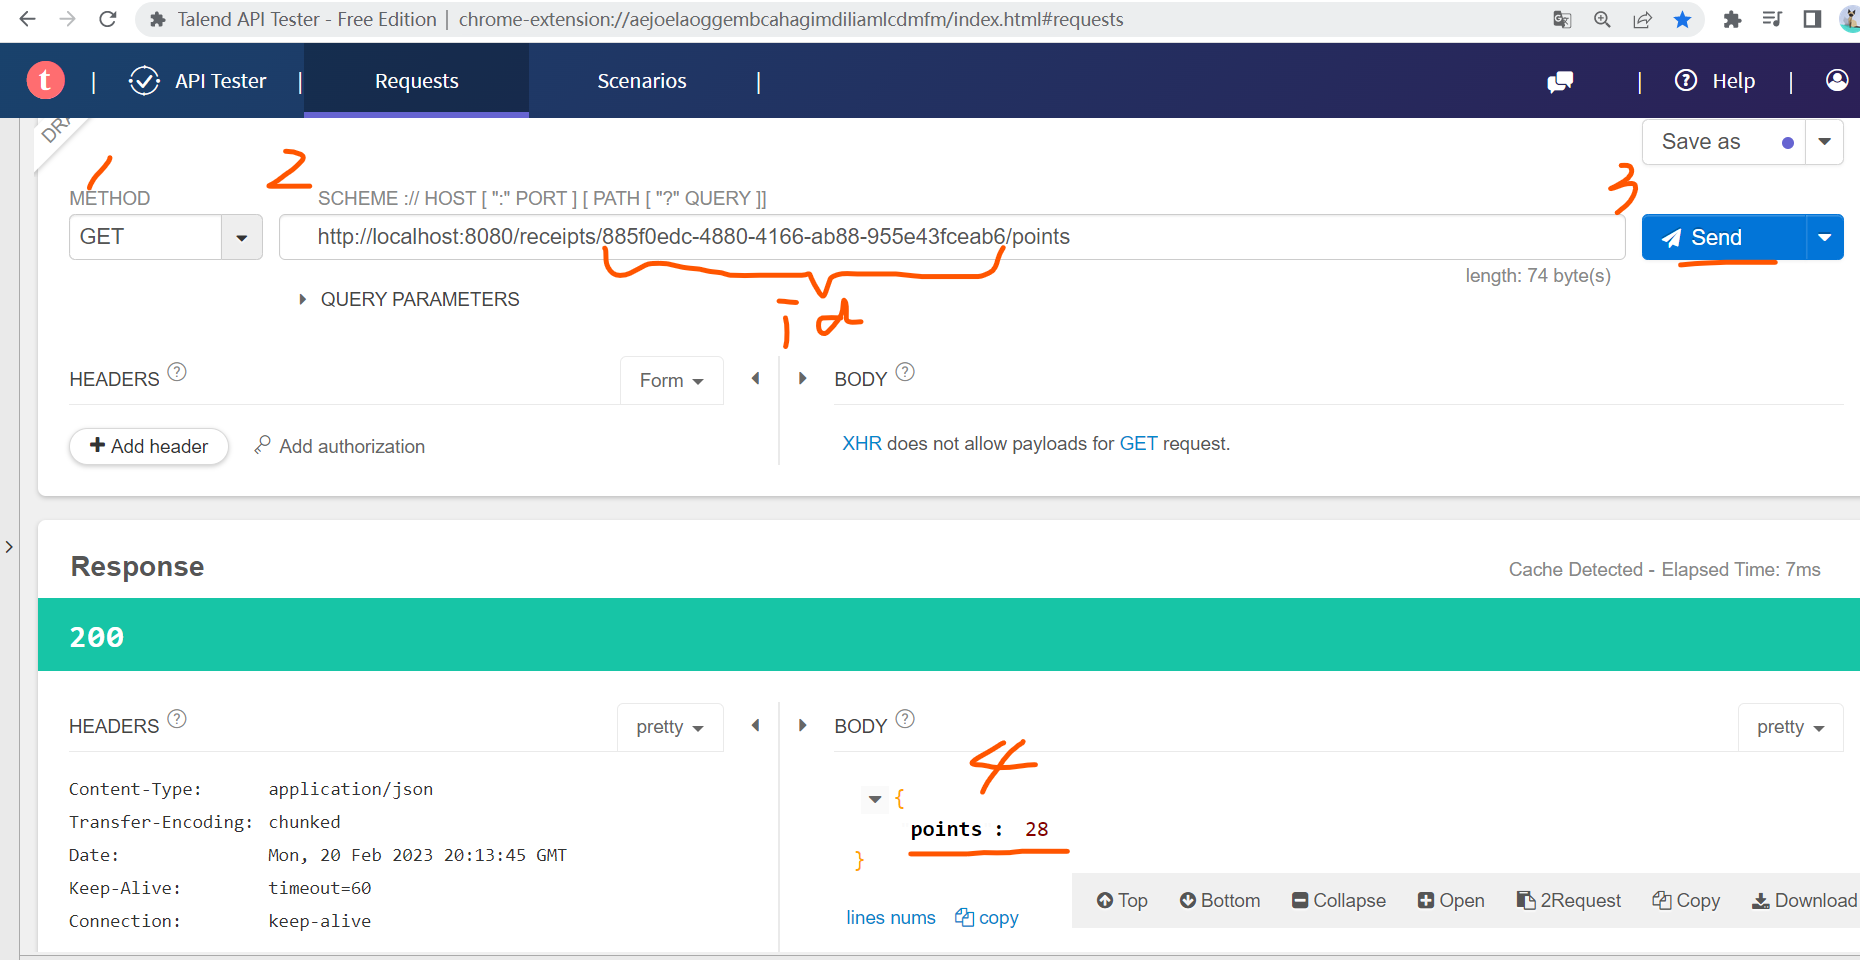 Talend API Tester - Free Edition | chrome-extension://aejoelaoggembcahagimdiliamlcdmfm/index.html#requests
t | API Tester | Requests Scenarios | | ? Help |
DRA
Save as
1 2 3
METHOD SCHEME :// HOST [ ":" PORT ] [ PATH [ "?" QUERY ]]
GET http://localhost:8080/receipts/885f0edc-4880-4166-ab88-955e43fceab6/points Send
length: 74 byte(s)
QUERY PARAMETERS
id
HEADERS ? Form BODY ?
+ Add header Add authorization XHR does not allow payloads for GET request.
Response Cache Detected - Elapsed Time: 7ms
200
HEADERS ? pretty BODY ? pretty
4
Content-Type: application/json {
Transfer-Encoding: chunked points : 28
Date: Mon, 20 Feb 2023 20:13:45 GMT }
Keep-Alive: timeout=60
Connection: keep-alive
lines nums copy
Top Bottom Collapse Open 2Request Copy Download